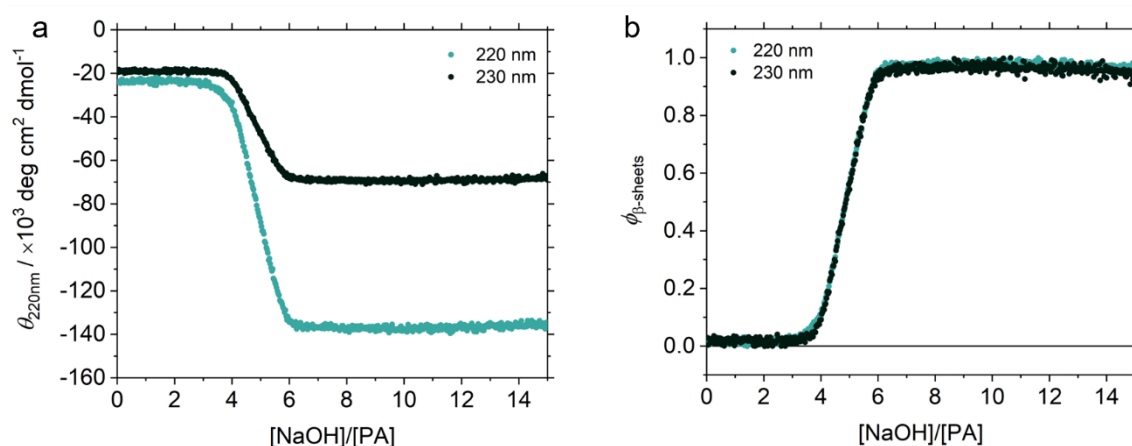 a
0
-20
-40
-60
-80
-100
-120
-140
-160
θ220nm / ×10³ deg cm² dmol⁻¹
220 nm
230 nm
0 2 4 6 8 10 12 14
[NaOH]/[PA]
b
1.0
0.8
0.6
0.4
0.2
0.0
ϕβ-sheets
220 nm
230 nm
0 2 4 6 8 10 12 14
[NaOH]/[PA]